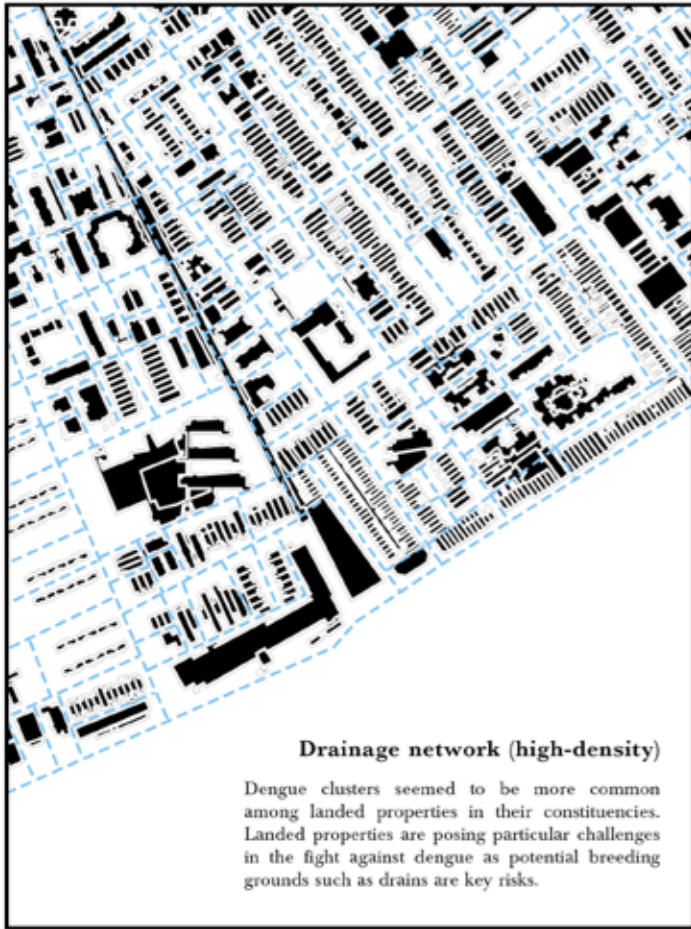 Drainage network (high-density)
Dengue clusters seemed to be more common
among landed properties in their constituencies.
Landed properties are posing particular challenges
in the fight against dengue as potential breeding
grounds such as drains are key risks.